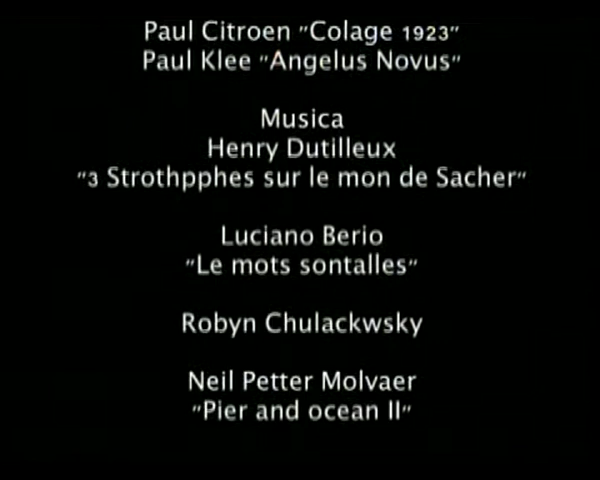 Paul Citroen "Colage 1923"
Paul Klee "Angelus Novus"
Musica
Henry Dutilleux
"3 Strothpphes sur le mon de Sacher"
Luciano Berio
"Le mots sontalles"
Robyn Chulackwsky
Neil Petter Molvaer
"Pier and ocean II"